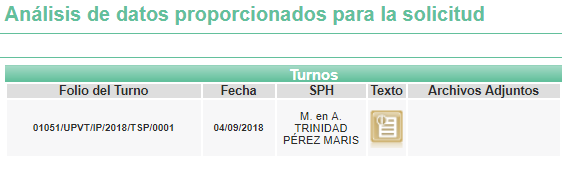 Análisis de datos proporcionados para la solicitud
Turnos
Folio del Turno Fecha SPH Texto Archivos Adjuntos
01051/UPVT/IP/2018/TSP/0001 04/09/2018 M. en A.
TRINIDAD
PÉREZ MARIS